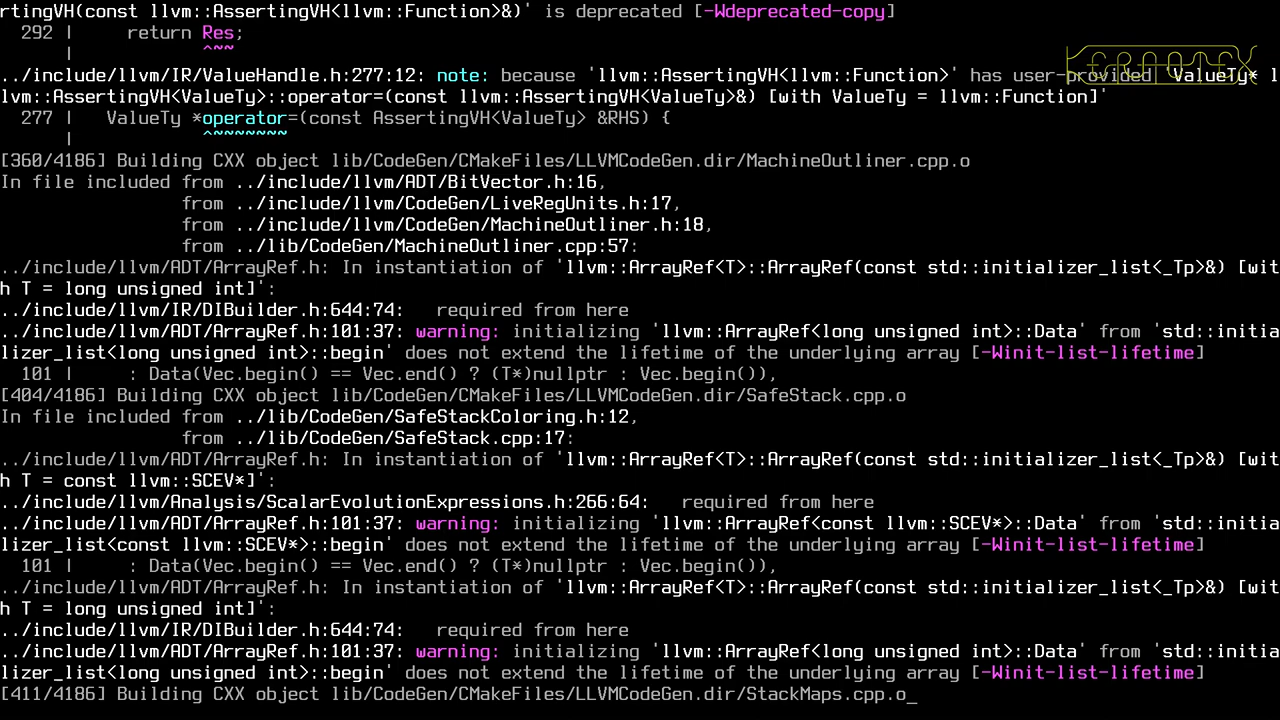 rtingVH(const llvm::AssertingVH<llvm::Function>&)' is deprecated [-Wdeprecated-copy]
  292 |     return Res;
      |            ^~~
../include/llvm/IR/ValueHandle.h:277:12: note: because 'llvm::AssertingVH<llvm::Function>' has user-provided 'ValueTy* l
lvm::AssertingVH<ValueTy>::operator=(const llvm::AssertingVH<ValueTy>&) [with ValueTy = llvm::Function]'
  277 |   ValueTy *operator=(const AssertingVH<ValueTy> &RHS) {
      |            ^~~~~~~~
[360/4186] Building CXX object lib/CodeGen/CMakeFiles/LLVMCodeGen.dir/MachineOutliner.cpp.o
In file included from ../include/llvm/ADT/BitVector.h:16,
                 from ../include/llvm/CodeGen/LiveRegUnits.h:17,
                 from ../include/llvm/CodeGen/MachineOutliner.h:18,
                 from ../lib/CodeGen/MachineOutliner.cpp:57:
../include/llvm/ADT/ArrayRef.h: In instantiation of 'llvm::ArrayRef<T>::ArrayRef(const std::initializer_list<_Tp>&) [wit
h T = long unsigned int]':
../include/llvm/IR/DIBuilder.h:644:74:   required from here
../include/llvm/ADT/ArrayRef.h:101:37: warning: initializing 'llvm::ArrayRef<long unsigned int>::Data' from 'std::initia
lizer_list<long unsigned int>::begin' does not extend the lifetime of the underlying array [-Winit-list-lifetime]
  101 |       : Data(Vec.begin() == Vec.end() ? (T*)nullptr : Vec.begin()),
[404/4186] Building CXX object lib/CodeGen/CMakeFiles/LLVMCodeGen.dir/SafeStack.cpp.o
In file included from ../lib/CodeGen/SafeStackColoring.h:12,
                 from ../lib/CodeGen/SafeStack.cpp:17:
../include/llvm/ADT/ArrayRef.h: In instantiation of 'llvm::ArrayRef<T>::ArrayRef(const std::initializer_list<_Tp>&) [wit
h T = const llvm::SCEV*]':
../include/llvm/Analysis/ScalarEvolutionExpressions.h:266:64:   required from here
../include/llvm/ADT/ArrayRef.h:101:37: warning: initializing 'llvm::ArrayRef<const llvm::SCEV*>::Data' from 'std::initia
lizer_list<const llvm::SCEV*>::begin' does not extend the lifetime of the underlying array [-Winit-list-lifetime]
  101 |       : Data(Vec.begin() == Vec.end() ? (T*)nullptr : Vec.begin()),
../include/llvm/ADT/ArrayRef.h: In instantiation of 'llvm::ArrayRef<T>::ArrayRef(const std::initializer_list<_Tp>&) [wit
h T = long unsigned int]':
../include/llvm/IR/DIBuilder.h:644:74:   required from here
../include/llvm/ADT/ArrayRef.h:101:37: warning: initializing 'llvm::ArrayRef<long unsigned int>::Data' from 'std::initia
lizer_list<long unsigned int>::begin' does not extend the lifetime of the underlying array [-Winit-list-lifetime]
[411/4186] Building CXX object lib/CodeGen/CMakeFiles/LLVMCodeGen.dir/StackMaps.cpp.o_